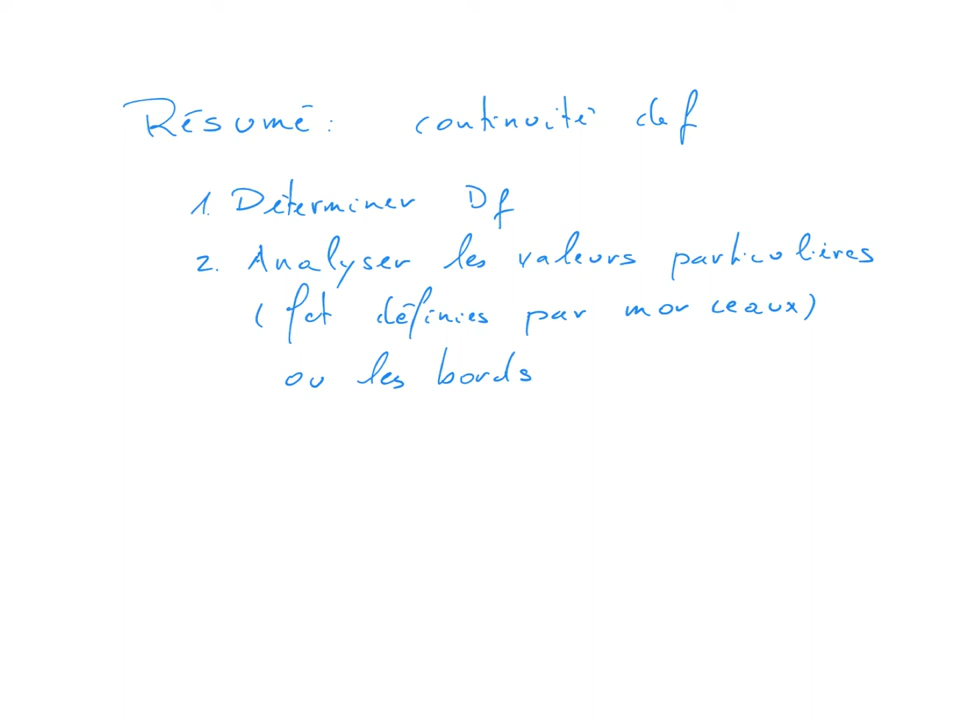 Résumé : continuité de f
1. Déterminer Df
2. Analyser les valeurs particulières
( fct définies par morceaux)
ou les bords